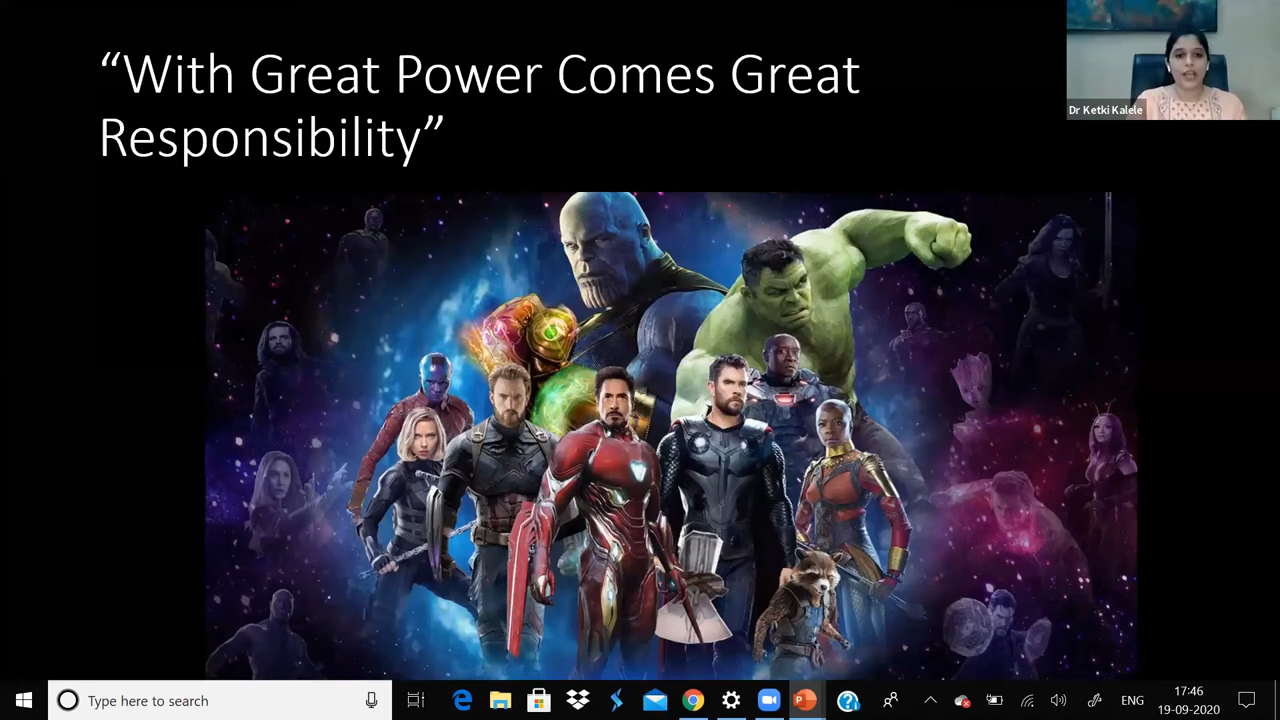 “With Great Power Comes Great
Responsibility”
Dr Ketki Kalele
Type here to search
ENG
17:46
19-09-2020